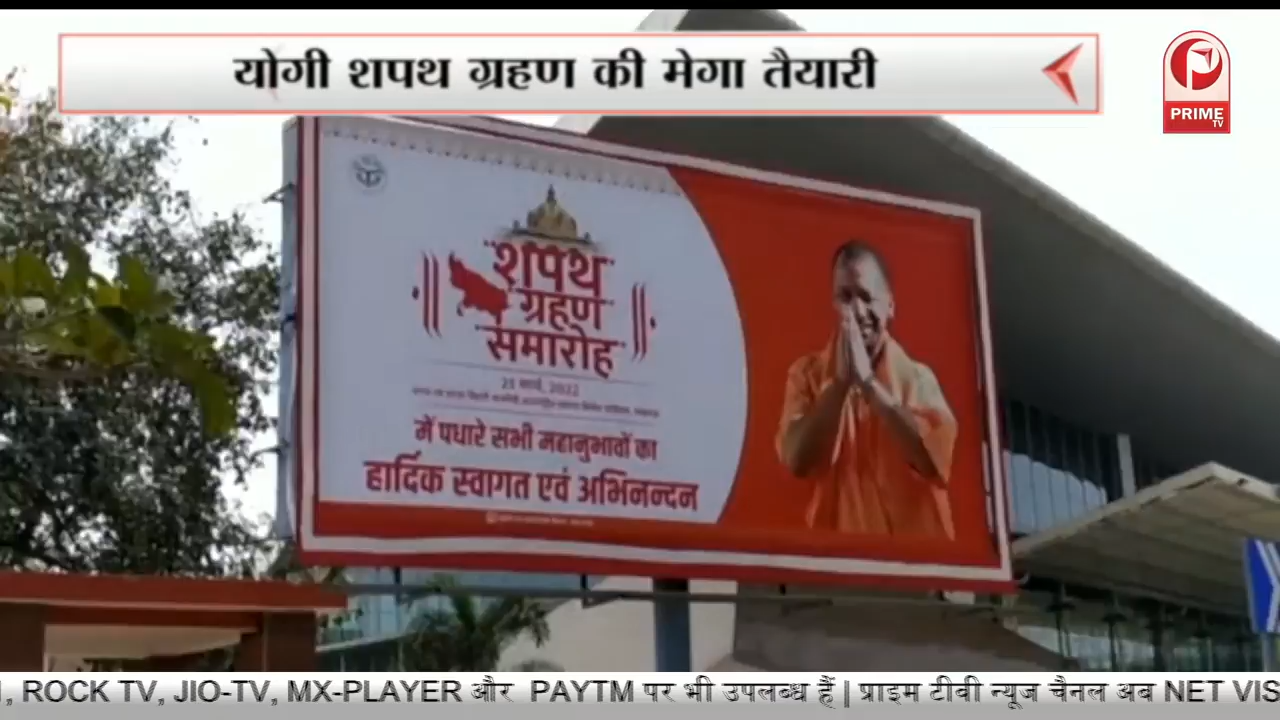 योगी शपथ ग्रहण की मेगा तैयारी
PRIME
TV
शपथ
ग्रहण
समारोह
में पधारे सभी महानुभावों का
हार्दिक स्वागत एवं अभिनन्दन
, ROCK TV, JIO-TV, MX-PLAYER और PAYTM पर भी उपलब्ध हैं | प्राइम टीवी न्यूज चैनल अब NET VIS